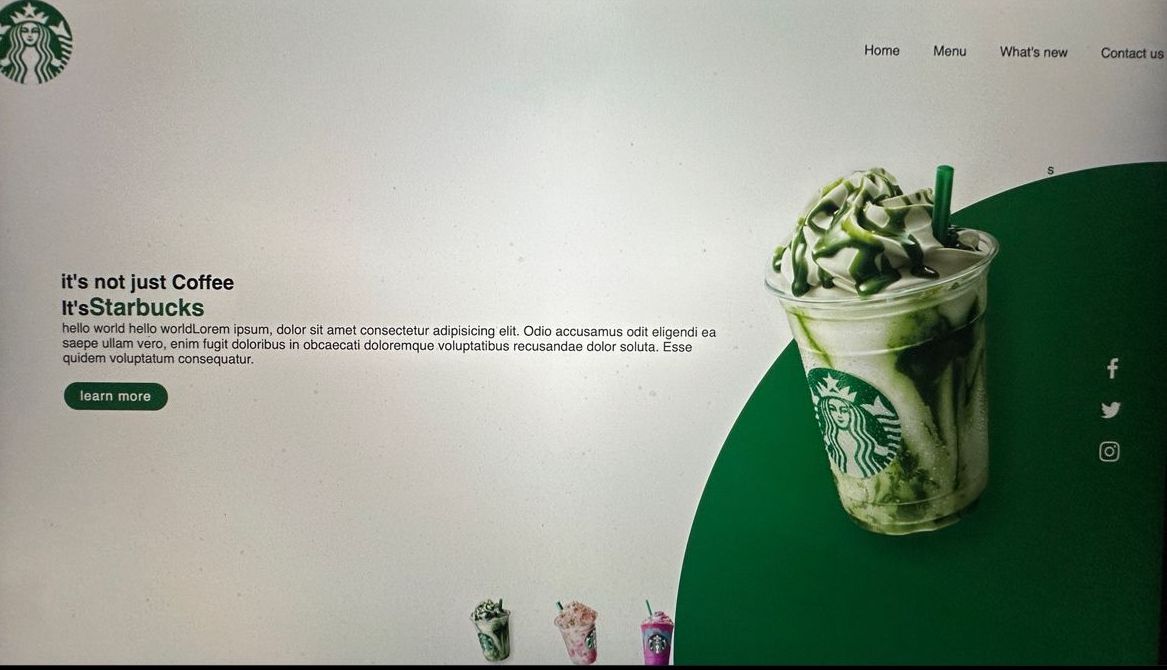 Home Menu What's new Contact us
s
it's not just Coffee
It'sStarbucks
hello world hello worldLorem ipsum, dolor sit amet consectetur adipisicing elit. Odio accusamus odit eligendi ea
saepe ullam vero, enim fugit doloribus in obcaecati doloremque voluptatibus recusandae dolor soluta. Esse
quidem voluptatum consequatur.
learn more